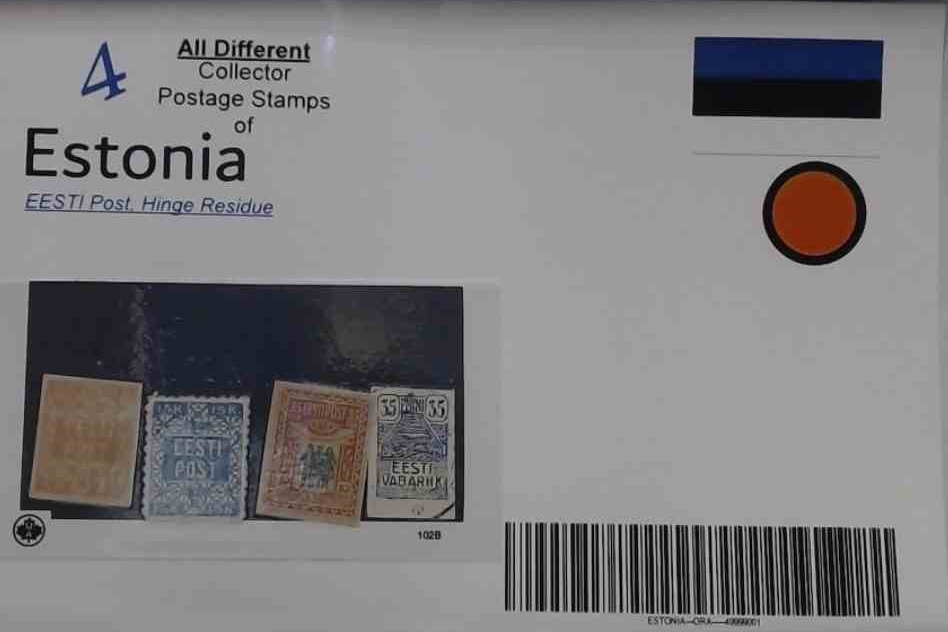 4
All Different
Collector
Postage Stamps
of
Estonia
EESTI Post, Hinge Residue
15K 15K
EESTI
POST
35 35
EESTI
VABARIIK
102B